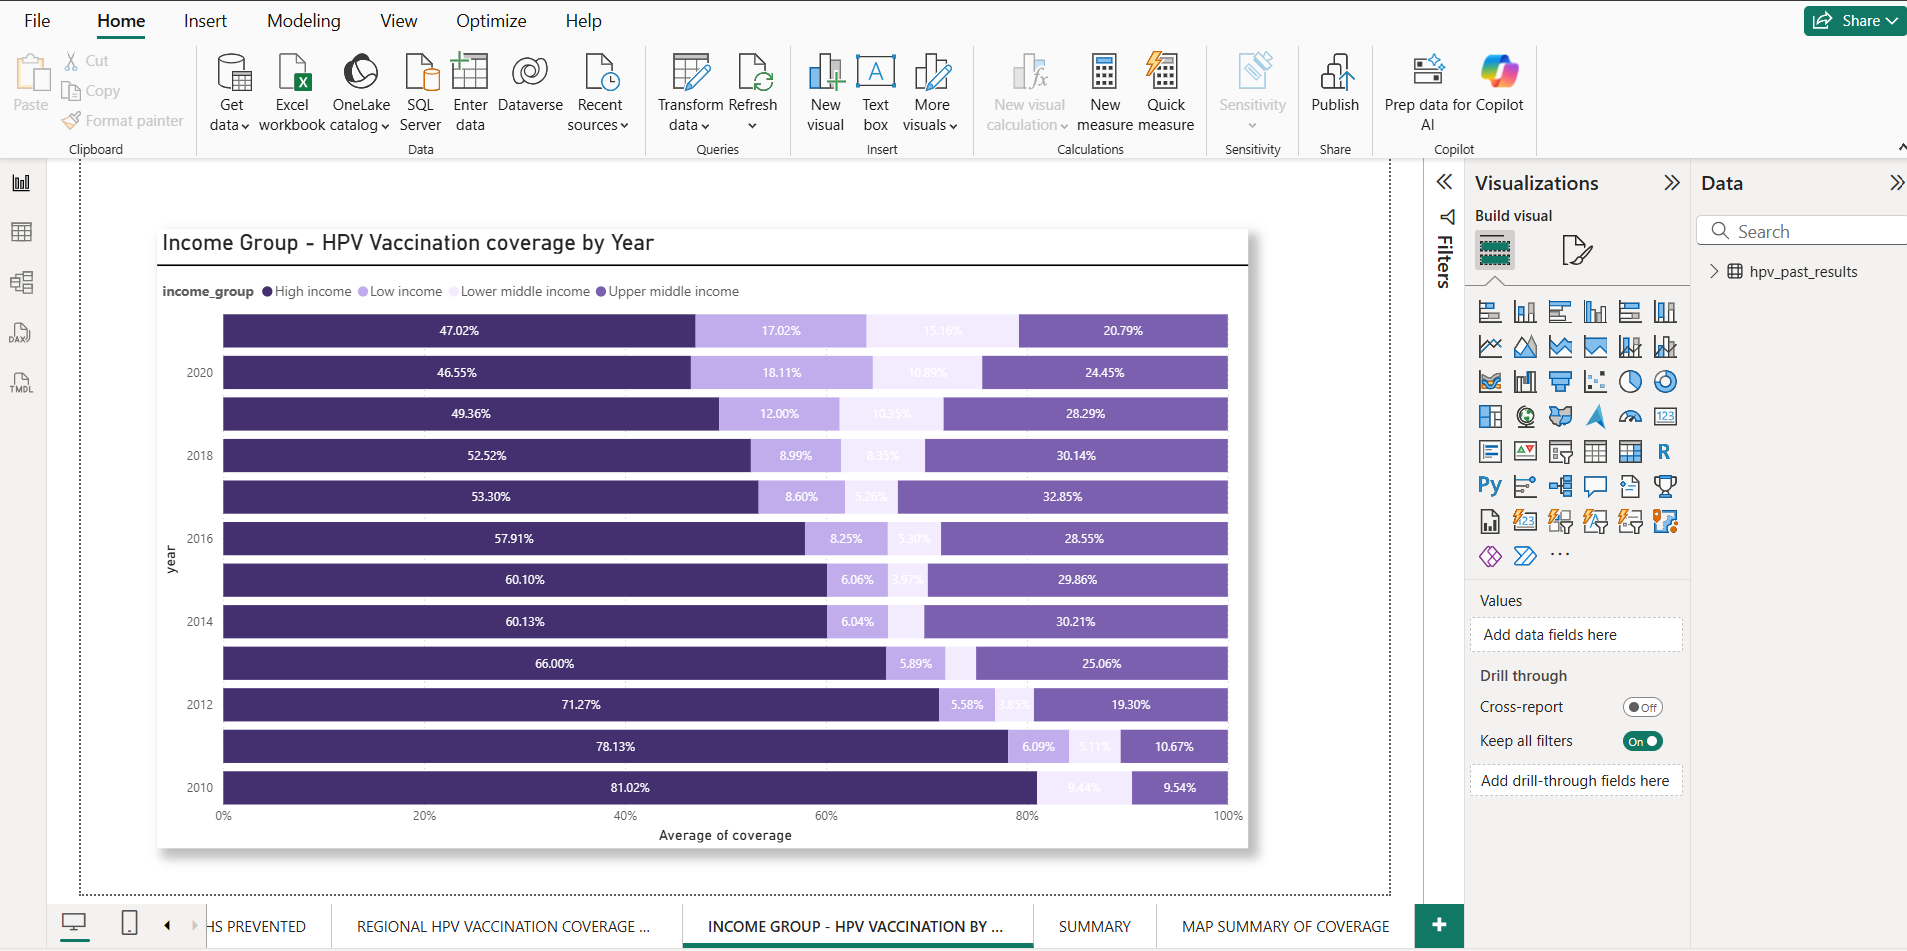 File Home Insert Modeling View Optimize Help
Share
Paste
Cut
Copy
Format painter
Clipboard
Get data
Excel workbook
OneLake catalog
SQL Server
Enter data
Dataverse
Recent sources
Data
Transform data
Refresh
Queries
New visual
Text box
More visuals
Insert
New visual calculation
New measure
Quick measure
Calculations
Sensitivity
Sensitivity
Publish
Share
Prep data for AI
Copilot
Copilot
DAX
TMDL
Income Group - HPV Vaccination coverage by Year
income_group High income Low income Lower middle income Upper middle income
47.02% 17.02% 15.16% 20.79%
2020 46.55% 18.11% 10.89% 24.45%
49.36% 12.00% 10.35% 28.29%
2018 52.52% 8.99% 8.35% 30.14%
53.30% 8.60% 5.26% 32.85%
2016 57.91% 8.25% 5.30% 28.55%
60.10% 6.06% 3.97% 29.86%
2014 60.13% 6.04% 30.21%
66.00% 5.89% 25.06%
2012 71.27% 5.58% 3.85% 19.30%
78.13% 6.09% 5.11% 10.67%
2010 81.02% 9.44% 9.54%
year
0% 20% 40% 60% 80% 100%
Average of coverage
Filters
Visualizations
Build visual
123
R
Py
123
Values
Add data fields here
Drill through
Cross-report Off
Keep all filters On
Add drill-through fields here
Data
Search
hpv_past_results
HS PREVENTED
REGIONAL HPV VACCINATION COVERAGE ...
INCOME GROUP - HPV VACCINATION BY ...
SUMMARY
MAP SUMMARY OF COVERAGE